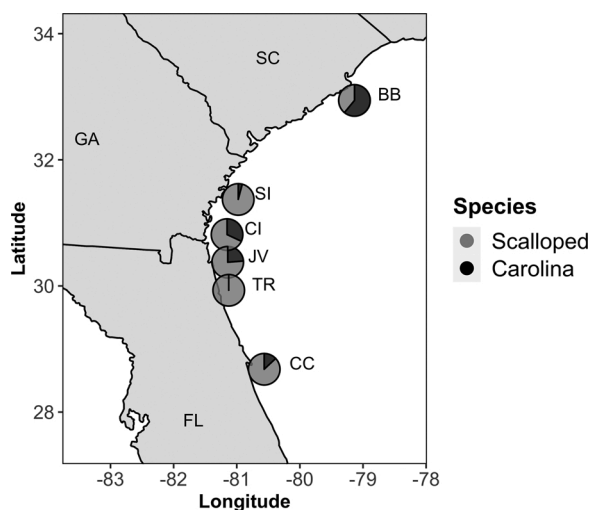 34
SC
BB
GA
32
SI
CI
JV
TR
30
CC
28
FL
-83 -82 -81 -80 -79 -78
Longitude
Latitude
Species
Scalloped
Carolina